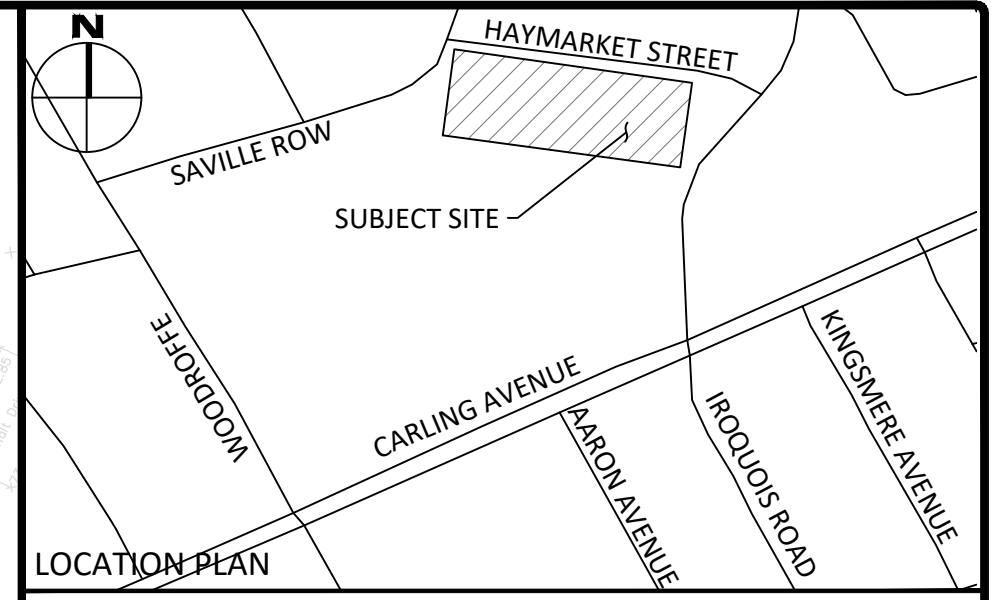 N
HAYMARKET STREET
SAVILLE ROW
SUBJECT SITE
WOODROFFE
CARLING AVENUE
KINGSMERE AVENUE
IROQUOIS ROAD
AARON AVENUE
LOCATION PLAN